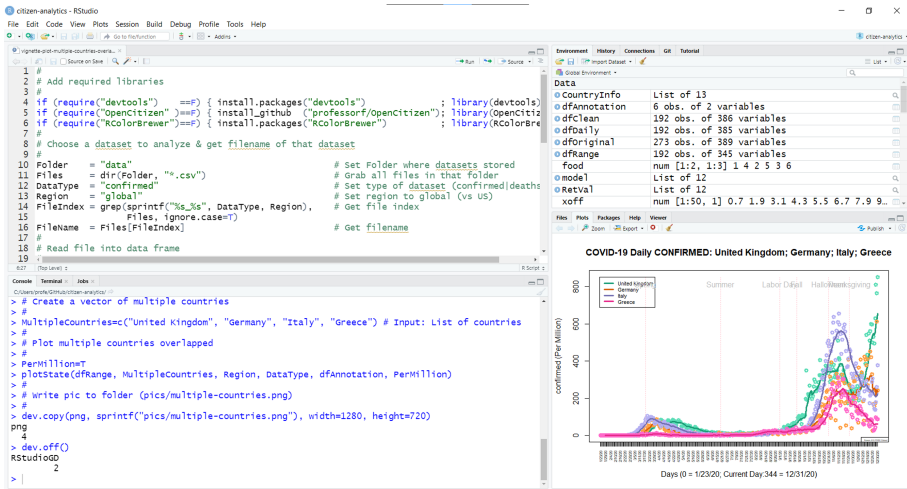 citizen-analytics - RStudio
File Edit Code View Plots Session Build Debug Profile Tools Help
Go to file/function Addins citizen-analytics
vignette-plot-multiple-countries-overla...
Source on Save Run Source
1 #
2 # Add required libraries
3 #
4 if (require("devtools") ==F) { install.packages("devtools") ; library(devtools)
5 if (require("OpenCitizen" )==F) { install_github ("professorf/OpenCitizen"); library(OpenCitiz
6 if (require("RColorBrewer")==F) { install.packages("RColorBrewer") ; library(RColorBre
7 #
8 # Choose a dataset to analyze & get filename of that dataset
9 #
10 Folder = "data" # Set Folder where datasets stored
11 Files = dir(Folder, "*.csv") # Grab all files in that folder
12 DataType = "confirmed" # Set type of dataset (confirmed|deaths
13 Region = "global" # Set region to global (vs US)
14 FileIndex = grep(sprintf("%s_%s", DataType, Region), # Get file index
15 Files, ignore.case=T)
16 FileName = Files[FileIndex] # Get filename
17 #
18 # Read file into data frame
19
6:27 (Top Level) R Script
Console Terminal Jobs
C:/Users/profe/GitHub/citizen-analytics/
> # Create a vector of multiple countries
> #
> MultipleCountries=c("United Kingdom", "Germany", "Italy", "Greece") # Input: List of countries
> #
> # Plot multiple countries overlapped
> #
> PerMillion=T
> plotState(dfRange, MultipleCountries, Region, DataType, dfAnnotation, PerMillion)
> #
> # Write pic to folder (pics/multiple-countries.png)
> #
> dev.copy(png, sprintf("pics/multiple-countries.png"), width=1280, height=720)
png
4
> dev.off()
RStudioGD
2
>
Environment History Connections Git Tutorial
Import Dataset List
Global Environment
Data
CountryInfo List of 13
dfAnnotation 6 obs. of 2 variables
dfClean 192 obs. of 386 variables
dfDaily 192 obs. of 385 variables
dfOriginal 273 obs. of 389 variables
dfRange 192 obs. of 345 variables
food num [1:2, 1:3] 1 4 2 5 3 6
model List of 12
RetVal List of 12
xoff num [1:50, 1] 0.7 1.9 3.1 4.3 5.5 6.7 7.9 9...
Files Plots Packages Help Viewer
Zoom Export Publish
COVID-19 Daily CONFIRMED: United Kingdom; Germany; Italy; Greece
United Kingdom
Germany
Italy
Greece
Summer Labor Day Fall Halloween Thanksgiving
confirmed (Per Million)
800
600
400
200
0
Days (0 = 1/23/20; Current Day:344 = 12/31/20)